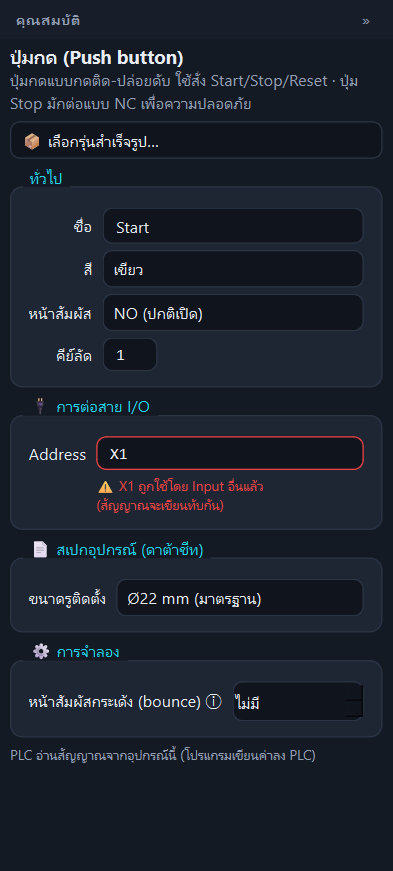 คุณสมบัติ »
ปุ่มกด (Push button)
ปุ่มกดแบบกดติด-ปล่อยดับ ใช้สั่ง Start/Stop/Reset · ปุ่ม
Stop มักต่อแบบ NC เพื่อความปลอดภัย
📦 เลือกรุ่นสำเร็จรูป...
ทั่วไป
ชื่อ Start
สี เขียว
หน้าสัมผัส NO (ปกติเปิด)
คีย์ลัด 1
การต่อสาย I/O
Address X1
⚠️ X1 ถูกใช้โดย Input อื่นแล้ว
(สัญญาณจะเขียนทับกัน)
สเปกอุปกรณ์ (ดาต้าชีท)
ขนาดรูติดตั้ง Ø22 mm (มาตรฐาน)
การจำลอง
หน้าสัมผัสกระเด้ง (bounce) ⓘ ไม่มี
PLC อ่านสัญญาณจากอุปกรณ์นี้ (โปรแกรมเขียนค่าลง PLC)